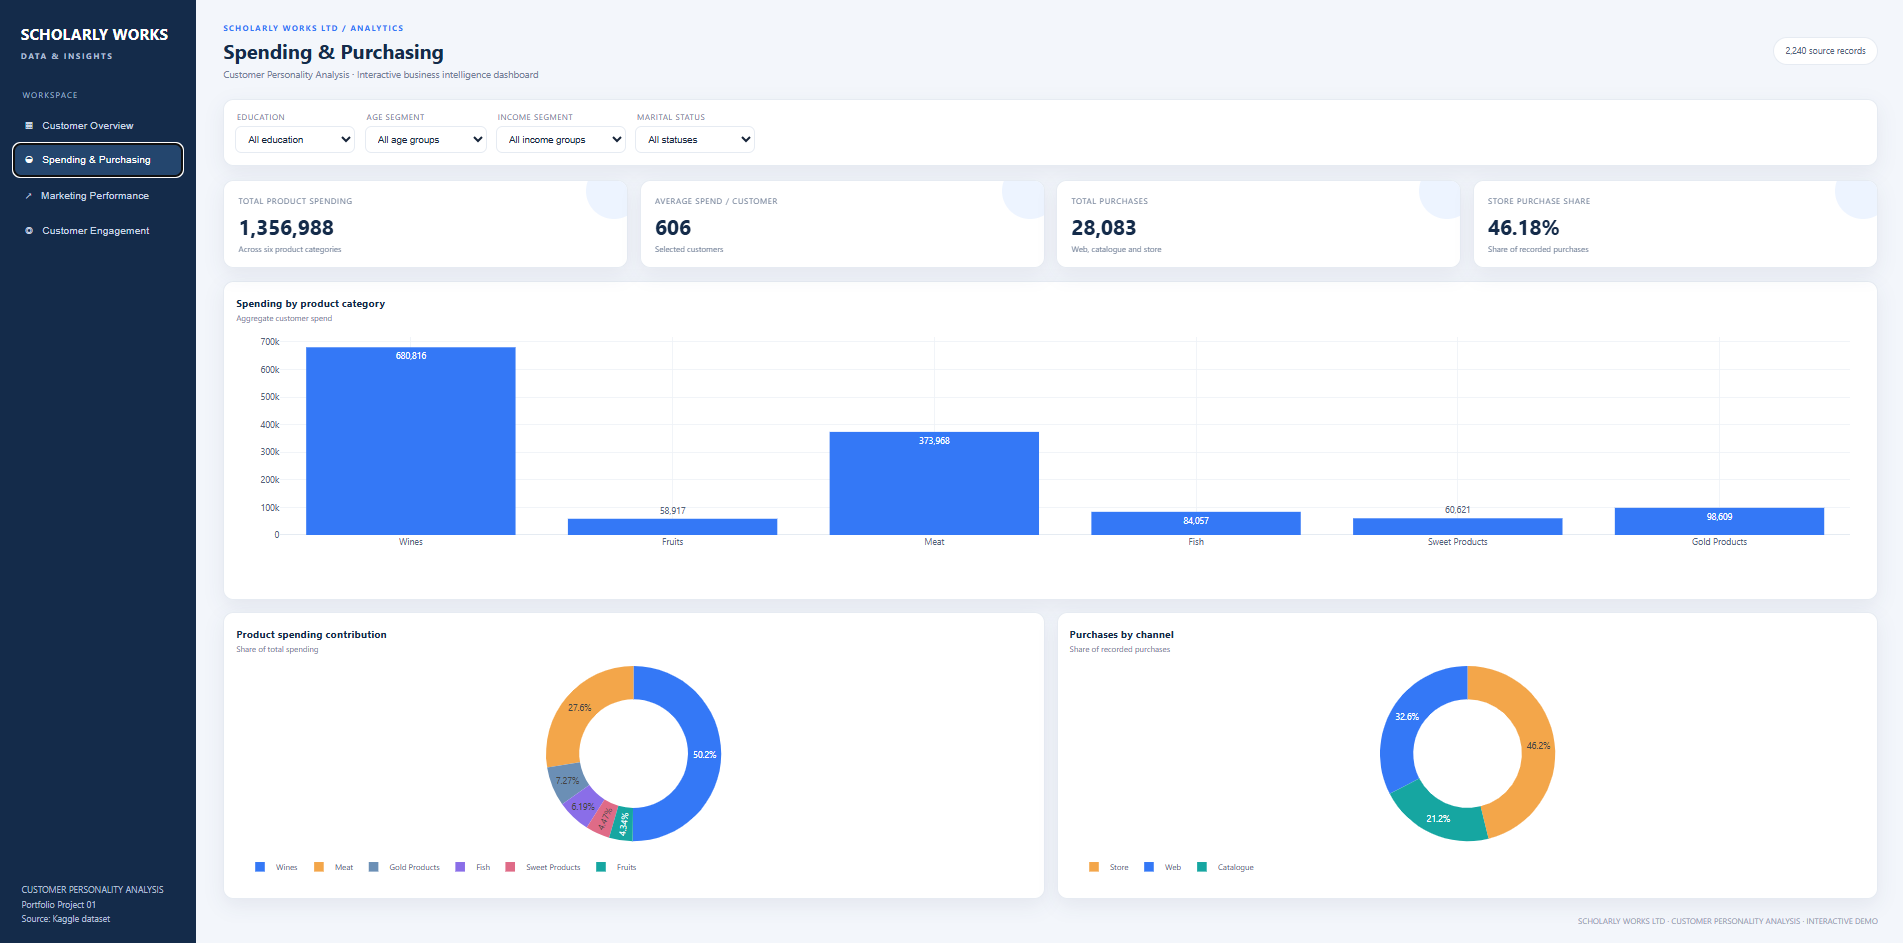 SCHOLARLY WORKS
DATA & INSIGHTS
WORKSPACE
Customer Overview
Spending & Purchasing
Marketing Performance
Customer Engagement
CUSTOMER PERSONALITY ANALYSIS
Portfolio Project 01
Source: Kaggle dataset
SCHOLARLY WORKS LTD / ANALYTICS
Spending & Purchasing
Customer Personality Analysis · Interactive business intelligence dashboard
2,240 source records
EDUCATION
All education
AGE SEGMENT
All age groups
INCOME SEGMENT
All income groups
MARITAL STATUS
All statuses
TOTAL PRODUCT SPENDING
1,356,988
Across six product categories
AVERAGE SPEND / CUSTOMER
606
Selected customers
TOTAL PURCHASES
28,083
Web, catalogue and store
STORE PURCHASE SHARE
46.18%
Share of recorded purchases
Spending by product category
Aggregate customer spend
700k
600k
500k
400k
300k
200k
100k
0
680,816
58,917
373,968
84,057
60,621
98,609
Wines
Fruits
Meat
Fish
Sweet Products
Gold Products
Product spending contribution
Share of total spending
27.6%
50.2%
7.27%
6.19%
4.47%
4.34%
Wines
Meat
Gold Products
Fish
Sweet Products
Fruits
Purchases by channel
Share of recorded purchases
32.6%
46.2%
21.2%
Store
Web
Catalogue
SCHOLARLY WORKS LTD · CUSTOMER PERSONALITY ANALYSIS · INTERACTIVE DEMO